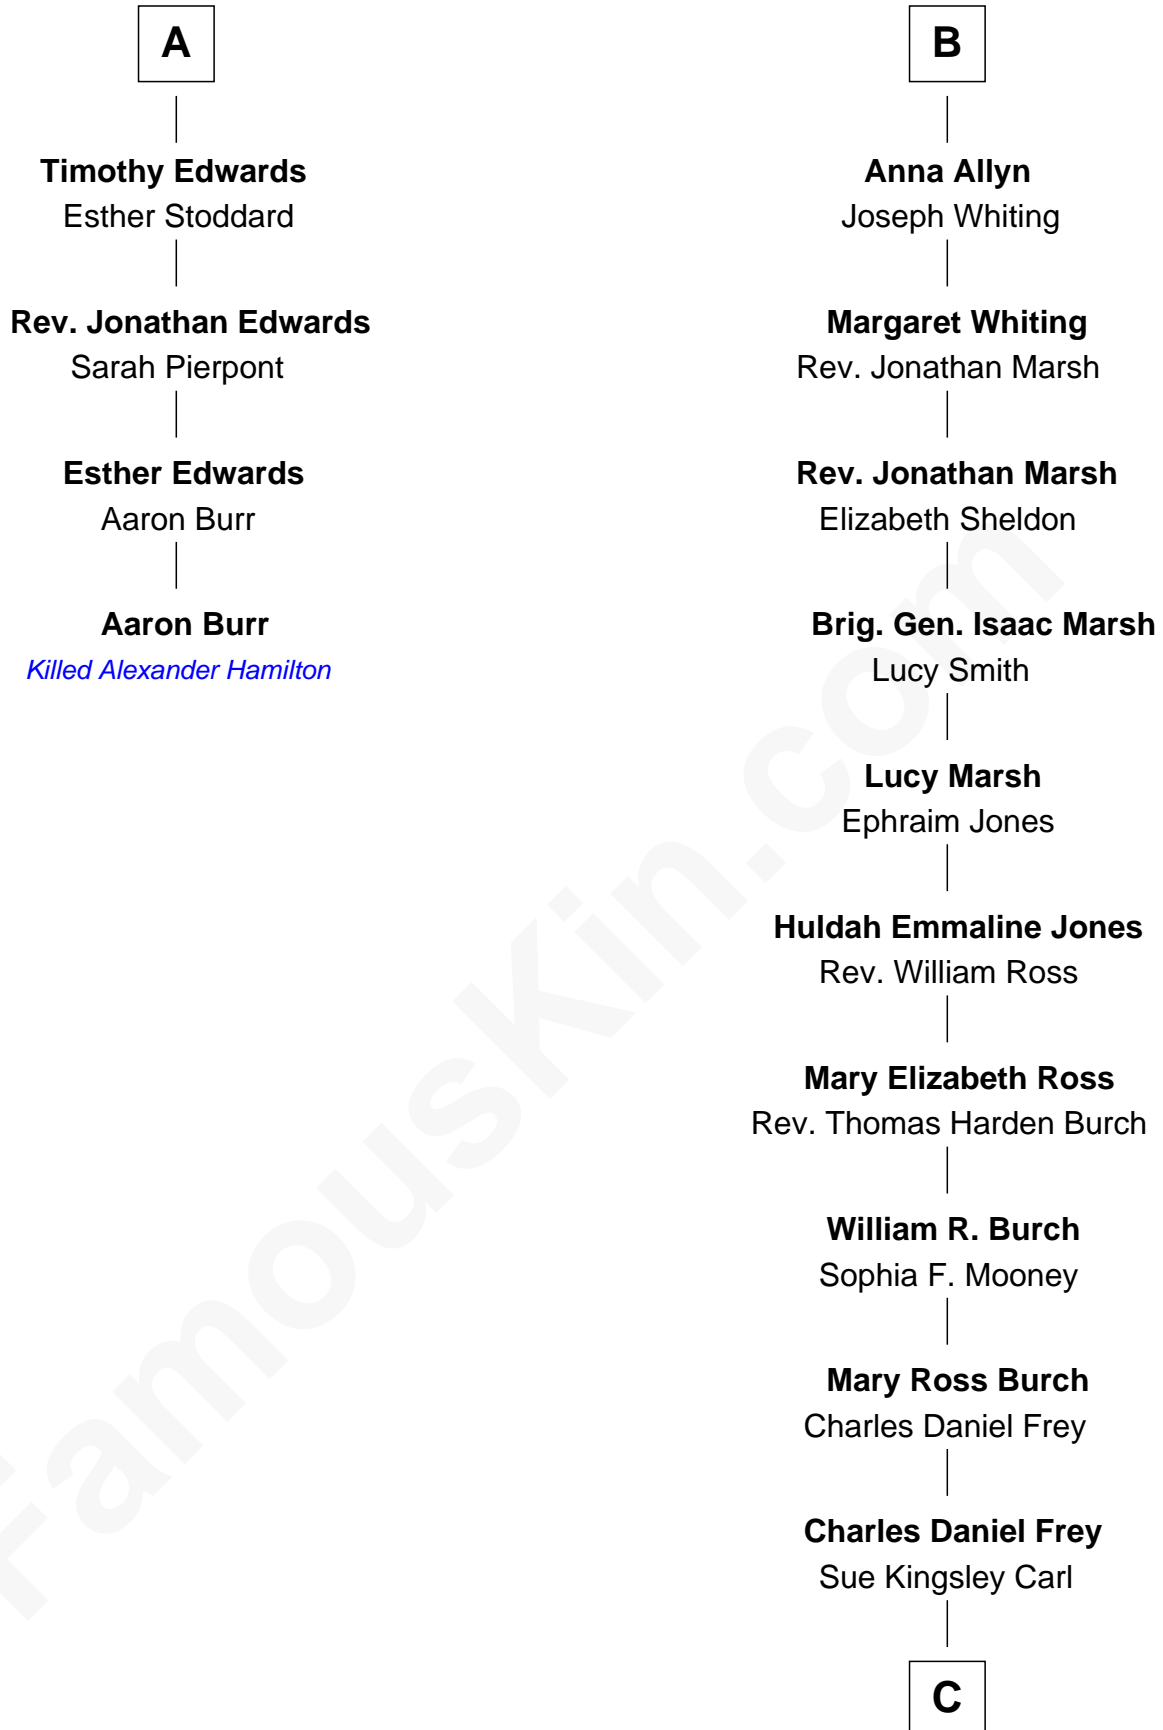 A
Timothy Edwards
Esther Stoddard
Rev. Jonathan Edwards
Sarah Pierpont
Esther Edwards
Aaron Burr
Aaron Burr
Killed Alexander Hamilton
B
Anna Allyn
Joseph Whiting
Margaret Whiting
Rev. Jonathan Marsh
Rev. Jonathan Marsh
Elizabeth Sheldon
Brig. Gen. Isaac Marsh
Lucy Smith
Lucy Marsh
Ephraim Jones
Huldah Emmaline Jones
Rev. William Ross
Mary Elizabeth Ross
Rev. Thomas Harden Burch
William R. Burch
Sophia F. Mooney
Mary Ross Burch
Charles Daniel Frey
Charles Daniel Frey
Sue Kingsley Carl
C
FamousKin.com